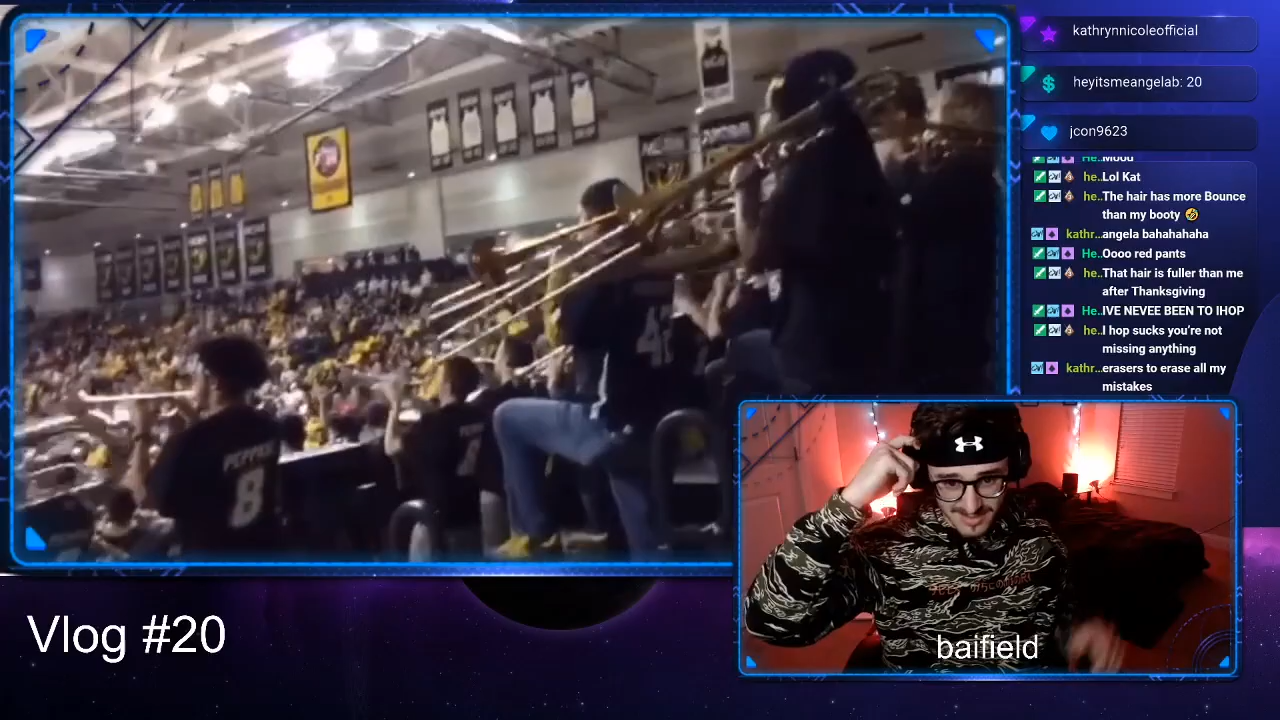 kathrynnicoleofficial
heyitsmeangelab: 20
jcon9623
He..Mood
he..Lol Kat
he..The hair has more Bounce
than my booty 🤣
kathr...angela bahahahaha
He..Oooo red pants
he..That hair is fuller than me
after Thanksgiving
He..IVE NEVEE BEEN TO IHOP
he..I hop sucks you're not
missing anything
kathr...erasers to erase all my
mistakes
8
Vlog #20
baifield